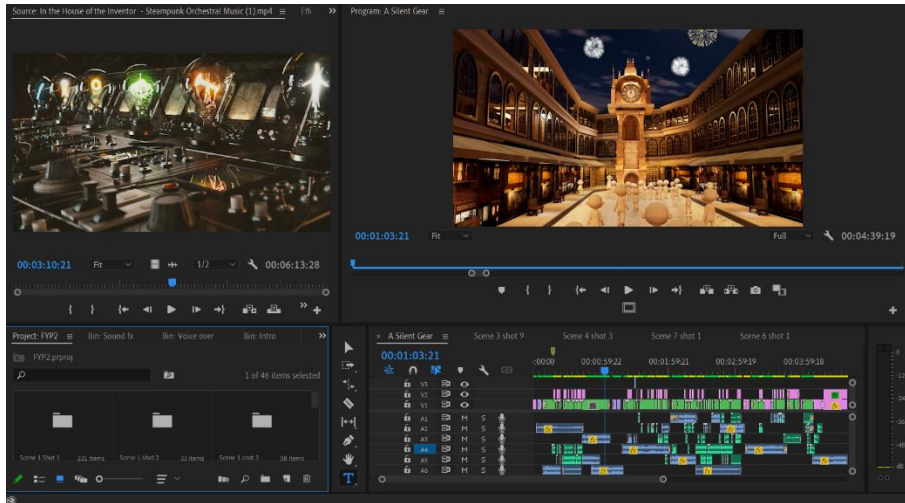 Source: In the House of the Inventor - Steampunk Orchestral Music (1).mp4
Program: A Silent Gear
00:03:10:21 Fit 1/2 00:06:13:28
00:01:03:21 Fit Full 00:04:39:19
Project: FYP2 Bin: Sound fx Bin: Voice over Bin: Intro
FYP2.prproj
1 of 46 items selected
Scene 1 Shot 1 231 items Scene 1 shot 2 33 items Scene 1 shot 3 58 items
T
× A Silent Gear Scene 3 shot 9 Scene 4 shot 3 Scene 7 shot 1 Scene 6 shot 1
00:01:03:21
:00:00 00:00:59:22 00:01:59:21 00:02:59:19 00:03:59:18
V3
V2
V1
A1 M S
A2 M S
A3 M S
A4 M S
A5 M S
A6 M S
0
dB